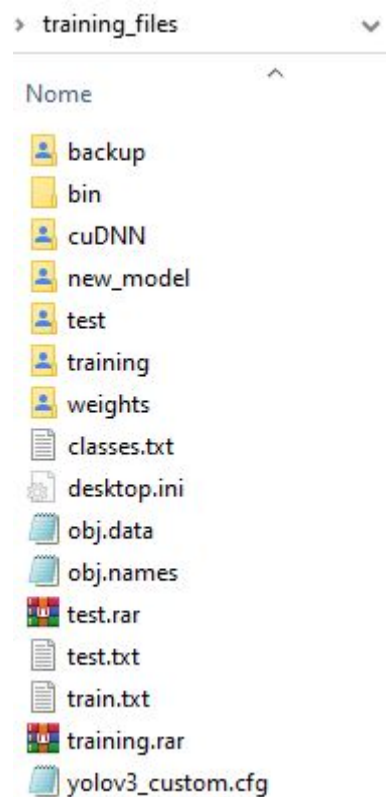 training_files
Nome
backup
bin
cuDNN
new_model
test
training
weights
classes.txt
desktop.ini
obj.data
obj.names
test.rar
test.txt
train.txt
training.rar
yolov3_custom.cfg